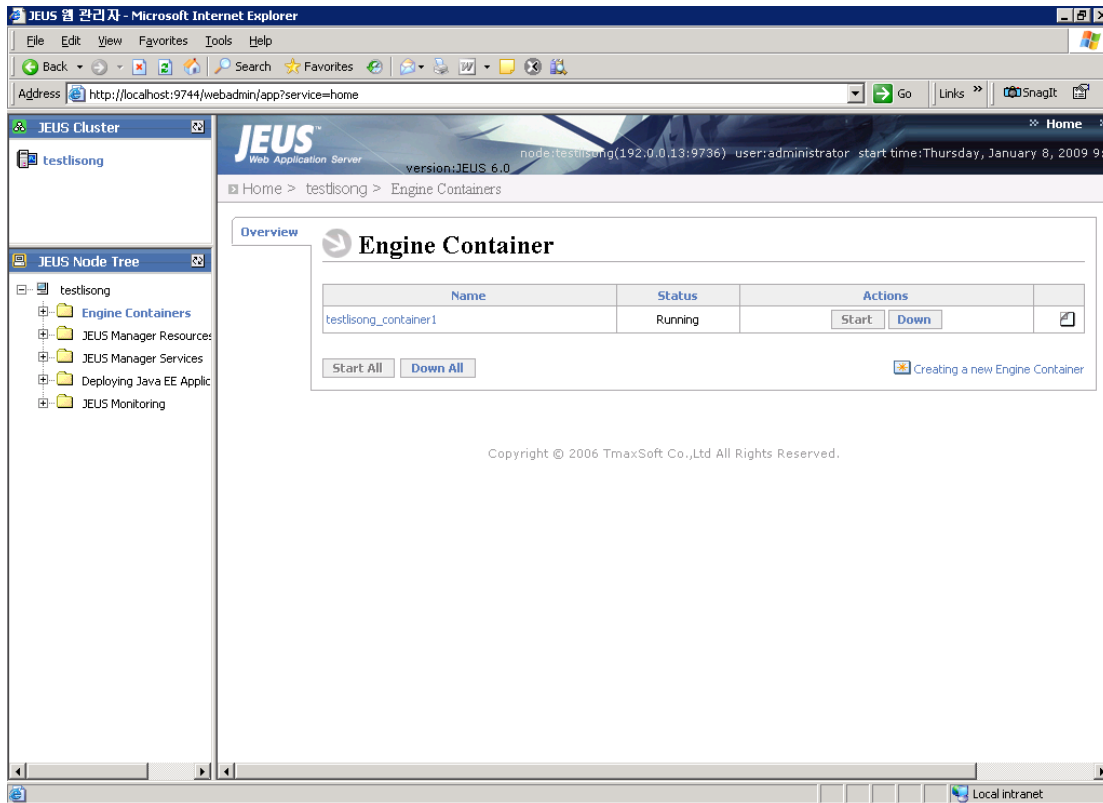 JEUS 웹 관리자 - Microsoft Internet Explorer
File Edit View Favorites Tools Help
Back Search Favorites
Address http://localhost:9744/webadmin/app?service=home Go Links » SnagIt
JEUS Cluster
testlisong
JEUS Node Tree
testlisong
Engine Containers
JEUS Manager Resources
JEUS Manager Services
Deploying Java EE Applic
JEUS Monitoring
Home
JEUS™
Web Application Server
version:JEUS 6.0
node:testlisong(192.0.0.13:9736) user:administrator start time:Thursday, January 8, 2009 9:
Home > testlisong > Engine Containers
Overview
Engine Container
Name Status Actions
testlisong_container1 Running Start Down
Start All Down All Creating a new Engine Container
Copyright © 2006 TmaxSoft Co.,Ltd All Rights Reserved.
Local intranet